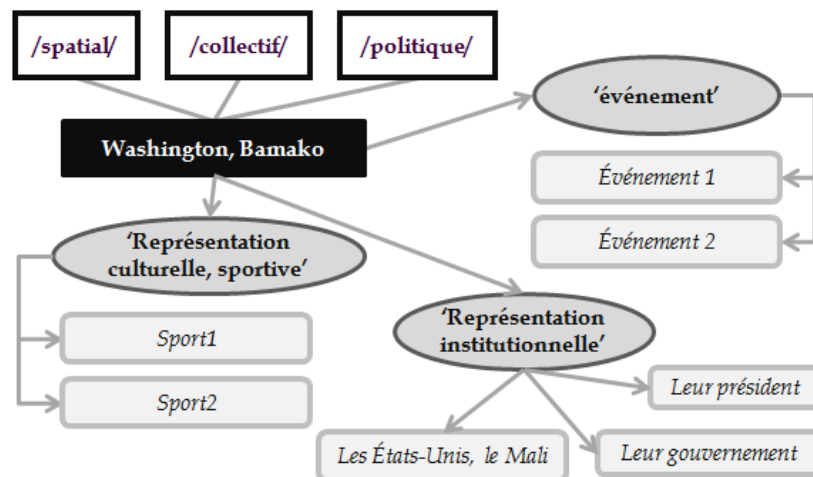 /spatial/
/collectif/
/politique/
‘événement’
Washington, Bamako
Événement 1
Événement 2
‘Représentation
culturelle, sportive’
Sport1
Sport2
‘Représentation
institutionnelle’
Leur président
Les États-Unis, le Mali
Leur gouvernement